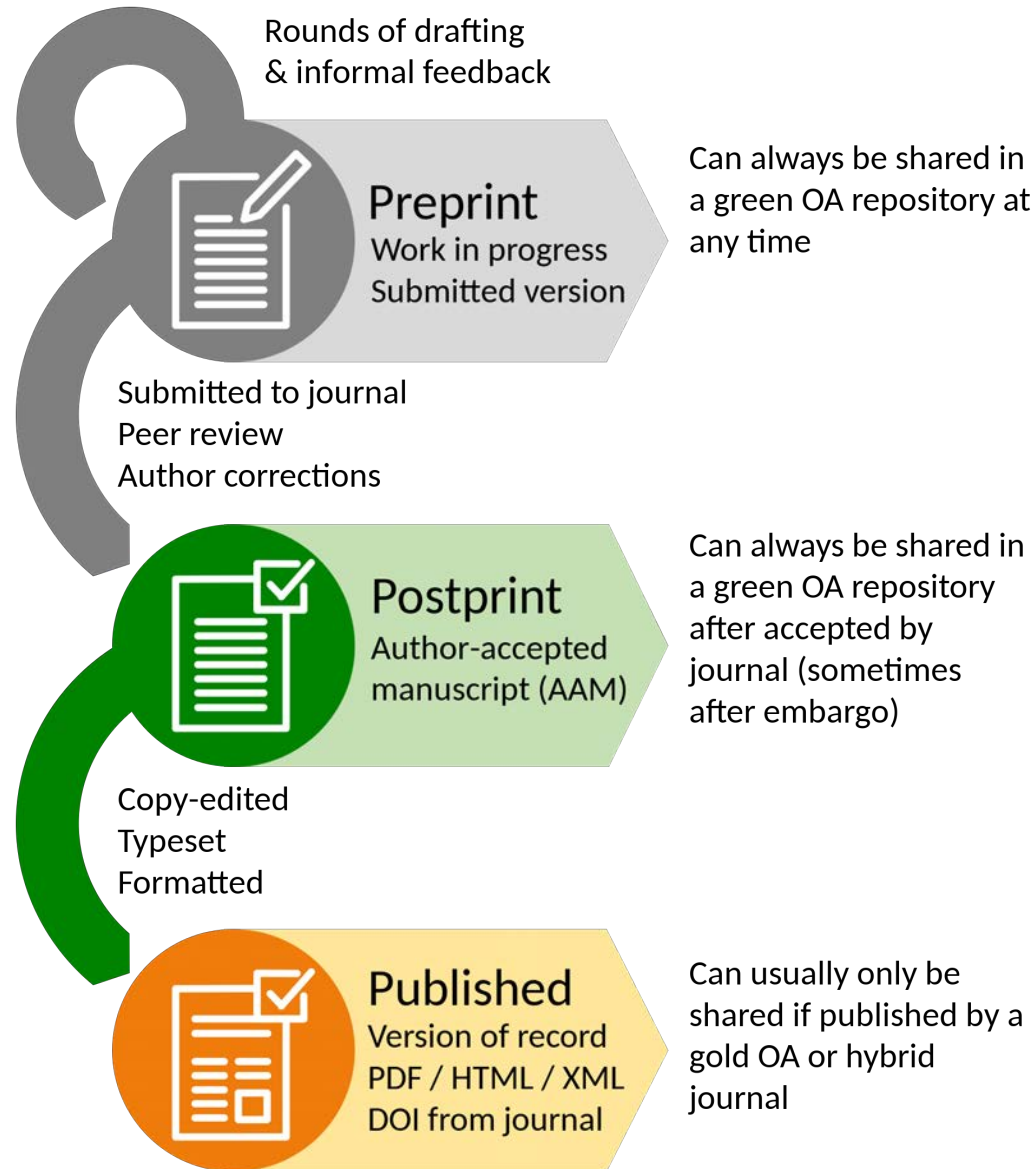 Rounds of drafting
& informal feedback
Preprint
Work in progress
Submitted version
Can always be shared in
a green OA repository at
any time
Submitted to journal
Peer review
Author corrections
Postprint
Author-accepted
manuscript (AAM)
Can always be shared in
a green OA repository
after accepted by
journal (sometimes
after embargo)
Copy-edited
Typeset
Formatted
Published
Version of record
PDF / HTML / XML
DOI from journal
Can usually only be
shared if published by a
gold OA or hybrid
journal